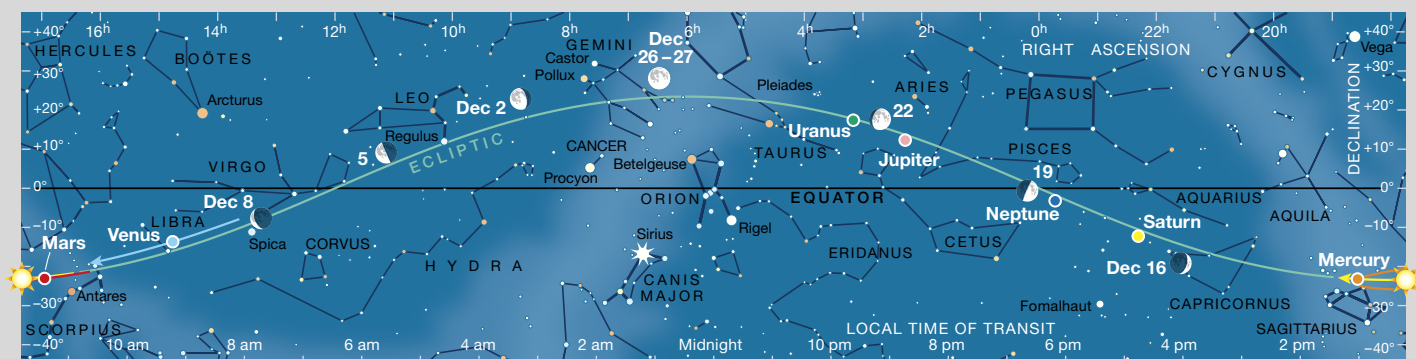 +40° 16h 14h 12h 10h 8h 6h 4h 2h 0h 22h 20h +40°
RIGHT ASCENSION
HERCULES
BOÖTES
GEMINI
Castor
Pollux
Dec
26–27
Vega
CYGNUS
+30°
+30°
LEO
Dec 2
Pleiades
ARIES
PEGASUS
DECLINATION
+20°
Arcturus
22
+20°
Regulus
Uranus
Jupiter
+10°
5
ECLIPTIC
CANCER
TAURUS
PISCES
+10°
VIRGO
Procyon
Betelgeuse
0°
19
0°
Dec 8
ORION
EQUATOR
Neptune
AQUARIUS
–10°
LIBRA
Rigel
Saturn
AQUILA
–10°
Mars
Venus
Spica
CORVUS
Sirius
CETUS
ERIDANUS
HYDRA
Dec 16
Mercury
Antares
CANIS
MAJOR
–30°
Fomalhaut
CAPRICORNUS
–30°
SCORPIUS
LOCAL TIME OF TRANSIT
SAGITTARIUS
–40° 10 am 8 am 6 am 4 am 2 am Midnight 10 pm 8 pm 6 pm 4 pm 2 pm –40°